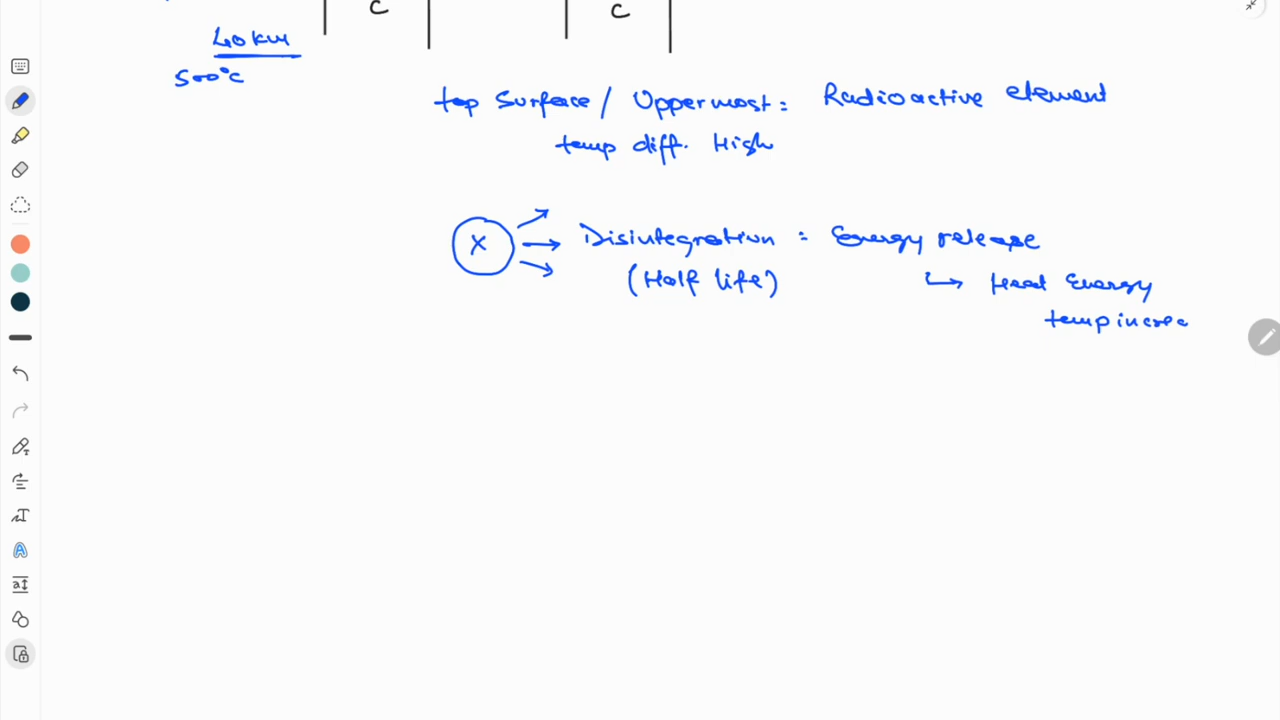 C C
40 km
500°C
top Surface / Uppermost : Radioactive element
temp diff. High
X Disintegration : Energy release
(Half life) ↳ Heat Energy
temp increa